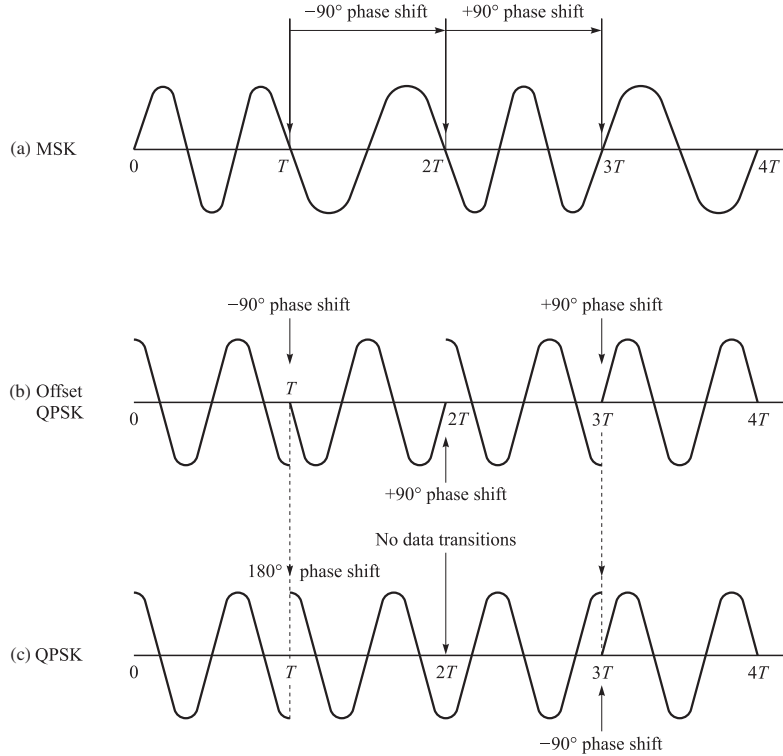 −90° phase shift
+90° phase shift
(a) MSK
0
T
2T
3T
4T
−90° phase shift
+90° phase shift
(b) Offset
QPSK
0
T
2T
3T
4T
+90° phase shift
No data transitions
180° phase shift
(c) QPSK
0
T
2T
3T
4T
−90° phase shift